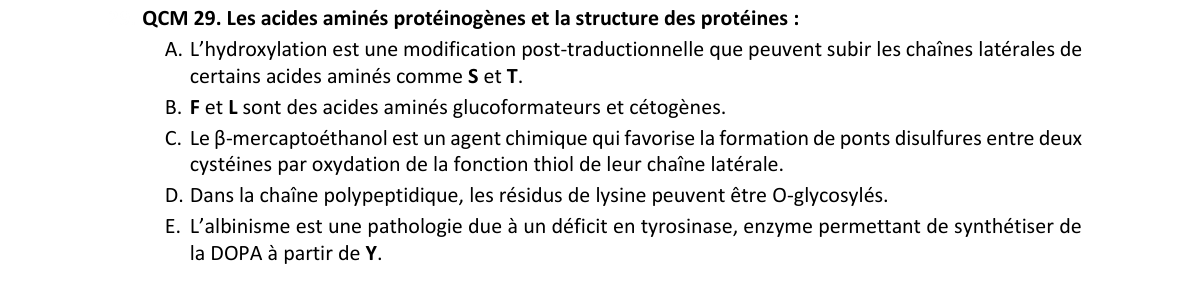 QCM 29. Les acides aminés protéinogènes et la structure des protéines :
A. L’hydroxylation est une modification post-traductionnelle que peuvent subir les chaînes latérales de
certains acides aminés comme S et T.
B. F et L sont des acides aminés glucoformateurs et cétogènes.
C. Le β-mercaptoéthanol est un agent chimique qui favorise la formation de ponts disulfures entre deux
cystéines par oxydation de la fonction thiol de leur chaîne latérale.
D. Dans la chaîne polypeptidique, les résidus de lysine peuvent être O-glycosylés.
E. L’albinisme est une pathologie due à un déficit en tyrosinase, enzyme permettant de synthétiser de
la DOPA à partir de Y.